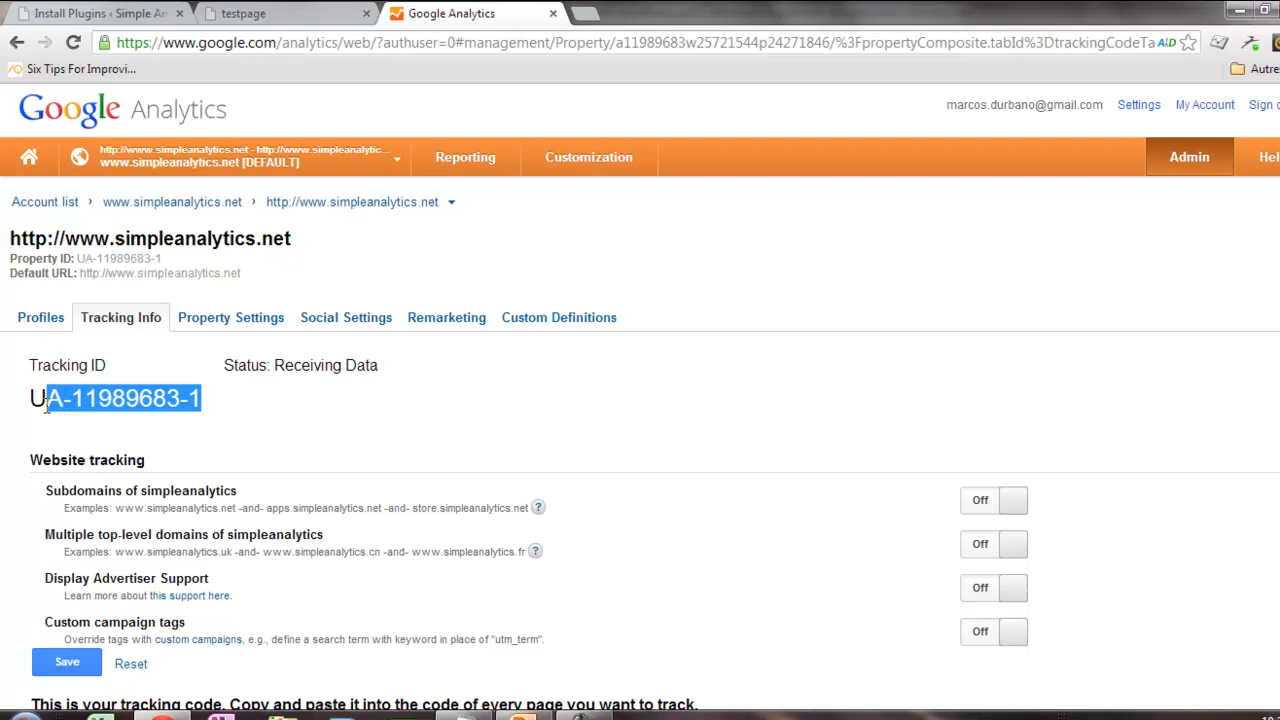 Install Plugins ‹ Simple An
testpage
Google Analytics
https://www.google.com/analytics/web/?authuser=0#management/Property/a11989683w25721544p24271846/%3FpropertyComposite.tabId%3DtrackingCodeTa
Six Tips For Improvi...
Autre
Google Analytics
marcos.durbano@gmail.com Settings My Account Sign o
http://www.simpleanalytics.net - http://www.simpleanalytic...
www.simpleanalytics.net [DEFAULT]
Reporting
Customization
Admin
Hel
Account list › www.simpleanalytics.net › http://www.simpleanalytics.net
http://www.simpleanalytics.net
Property ID: UA-11989683-1
Default URL: http://www.simpleanalytics.net
Profiles Tracking Info Property Settings Social Settings Remarketing Custom Definitions
Tracking ID Status: Receiving Data
UA-11989683-1
Website tracking
Subdomains of simpleanalytics
Examples: www.simpleanalytics.net -and- apps.simpleanalytics.net -and- store.simpleanalytics.net ?
Off
Multiple top-level domains of simpleanalytics
Examples: www.simpleanalytics.uk -and- www.simpleanalytics.cn -and- www.simpleanalytics.fr ?
Off
Display Advertiser Support
Learn more about this support here.
Off
Custom campaign tags
Override tags with custom campaigns, e.g., define a search term with keyword in place of "utm_term".
Off
Save Reset
This is your tracking code. Copy and paste it into the code of every page you want to track.